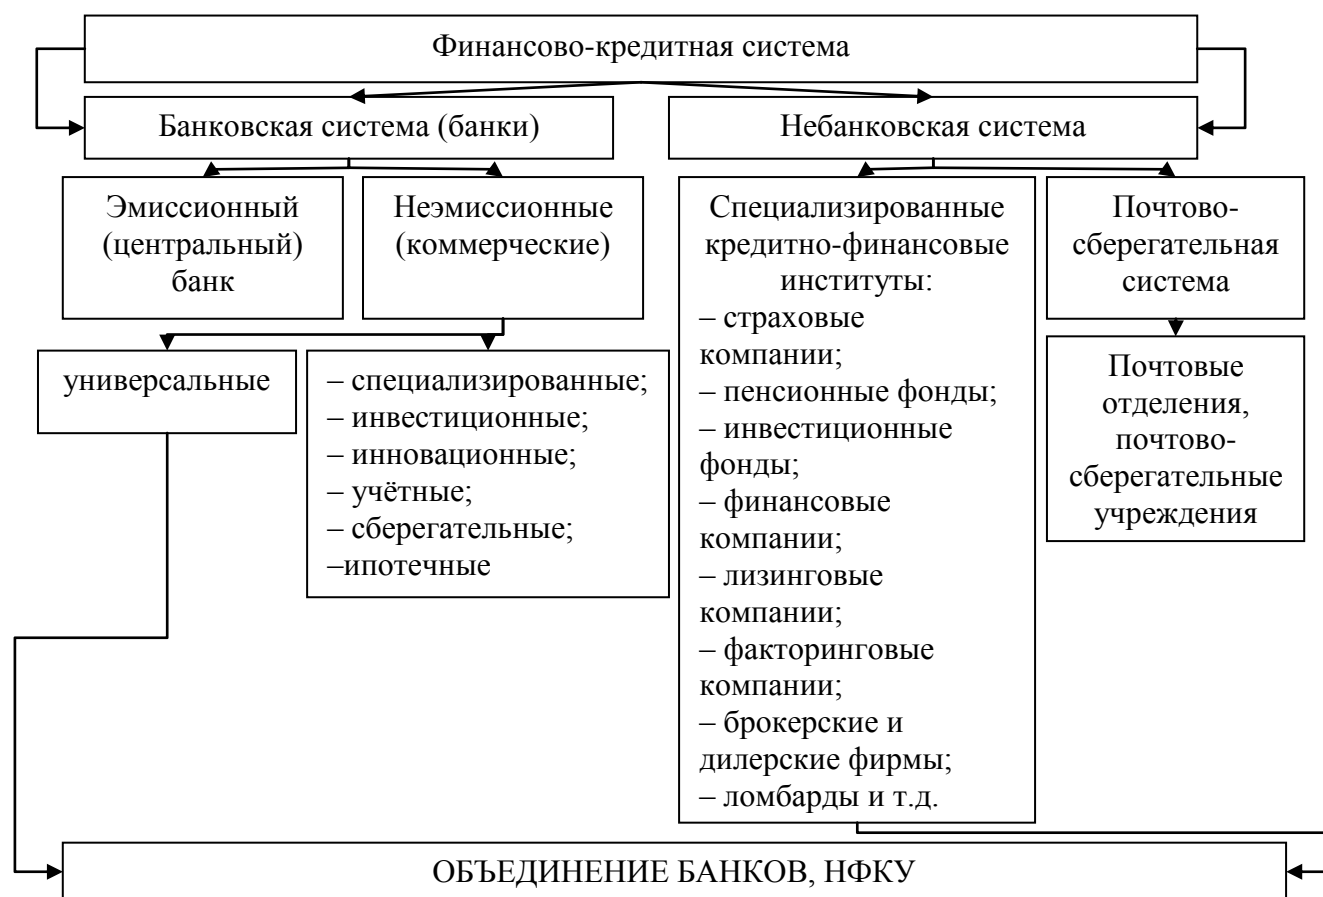 Финансово-кредитная система
Банковская система (банки)
Небанковская система
Эмиссионный
(центральный)
банк
Неэмиссионные
(коммерческие)
Специализированные
кредитно-финансовые
институты:
– страховые
компании;
– пенсионные фонды;
– инвестиционные
фонды;
– финансовые
компании;
– лизинговые
компании;
– факторинговые
компании;
– брокерские и
дилерские фирмы;
– ломбарды и т.д.
Почтово-
сберегательная
система
универсальные
– специализированные;
– инвестиционные;
– инновационные;
– учётные;
– сберегательные;
–ипотечные
Почтовые
отделения,
почтово-
сберегательные
учреждения
ОБЪЕДИНЕНИЕ БАНКОВ, НФКУ